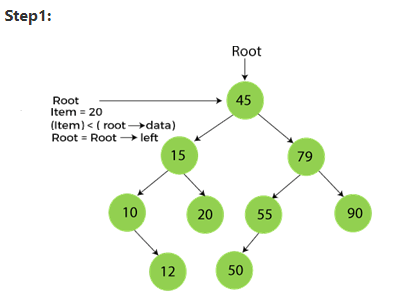 Step1:
Root
Root
Item = 20
(Item) < ( root→data)
Root = Root → left
45
15
79
10
20
55
90
12
50